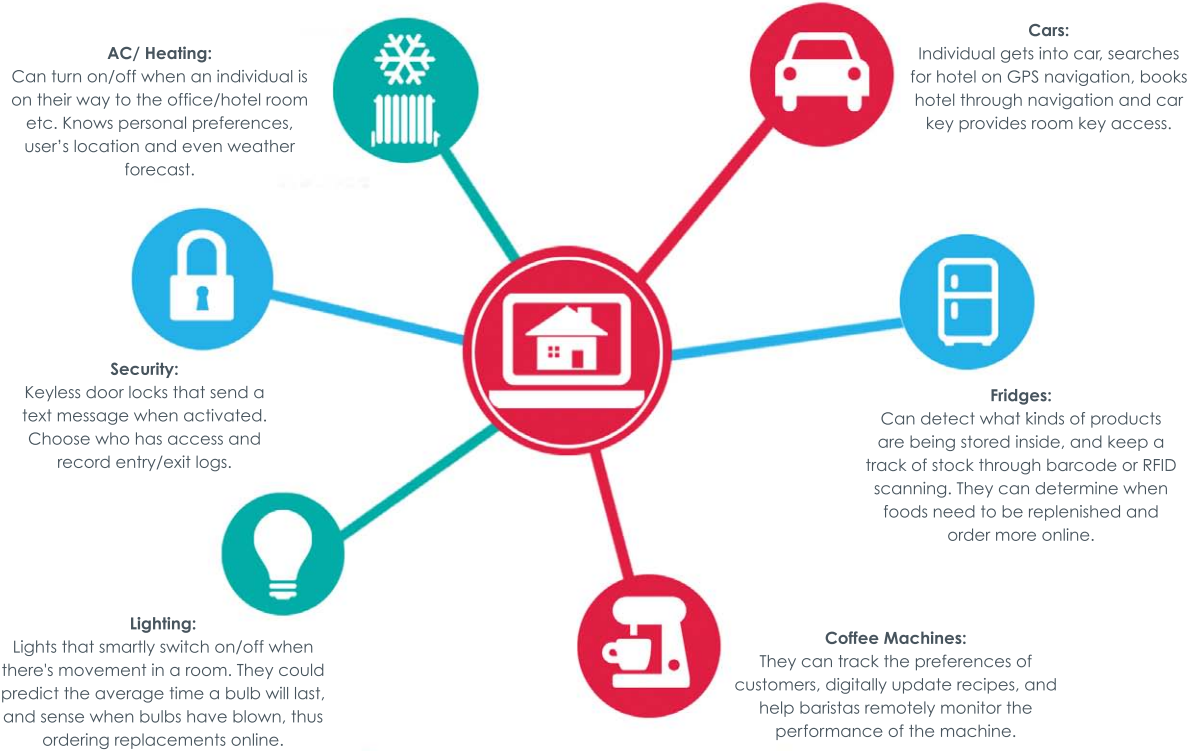 AC/ Heating:
Can turn on/off when an individual is
on their way to the office/hotel room
etc. Knows personal preferences,
user's location and even weather
forecast.
Cars:
Individual gets into car, searches
for hotel on GPS navigation, books
hotel through navigation and car
key provides room key access.
Security:
Keyless door locks that send a
text message when activated.
Choose who has access and
record entry/exit logs.
Fridges:
Can detect what kinds of products
are being stored inside, and keep a
track of stock through barcode or RFID
scanning. They can determine when
foods need to be replenished and
order more online.
Lighting:
Lights that smartly switch on/off when
there's movement in a room. They could
predict the average time a bulb will last,
and sense when bulbs have blown, thus
ordering replacements online.
Coffee Machines:
They can track the preferences of
customers, digitally update recipes, and
help baristas remotely monitor the
performance of the machine.